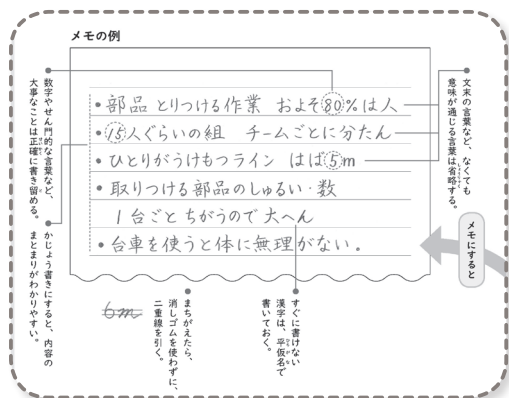 メモの例
・部品 とりつける作業 およそ80%は人
・15人ぐらいの組 チームごとに分たん
・ひとりがうけもつライン はば5m
・取りつける部品のしゅるい・数
1台ごと ちがうので 大へん
・台車を使うと体に無理がない。
文末の言葉など、なくても
意味が通じる言葉は省略する。
しょうりゃく
メモにすると
数字やせん門的な言葉など、
大事なことは正確に書き留める。
かじょう書きにすると、内容の
まとまりがわかりやすい。
6m
まちがえたら、
消しゴムを使わずに、
二重線を引く。
すぐに書けない
漢字は、平仮名で
書いておく。